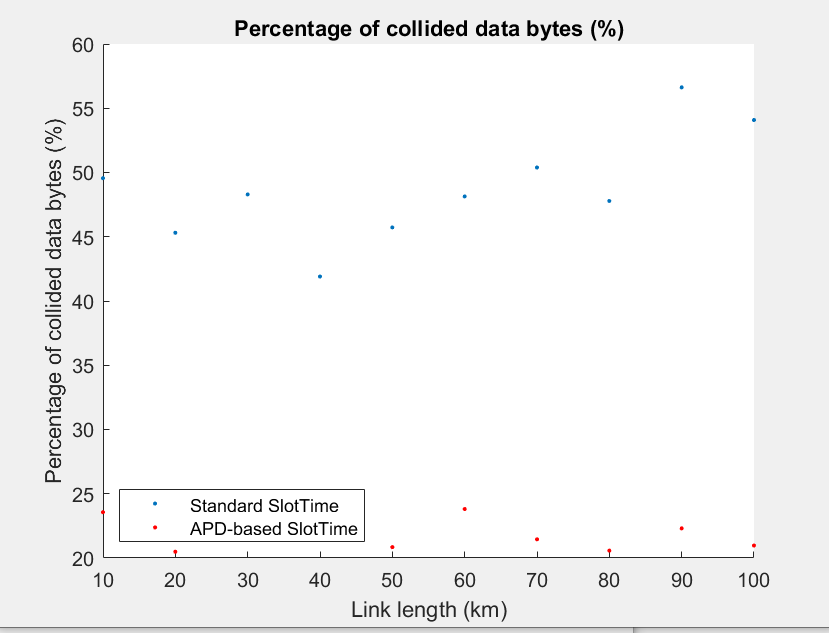 Percentage of collided data bytes (%)
60
55
50
45
40
35
30
25
20
Percentage of collided data bytes (%)
Standard SlotTime
APD-based SlotTime
10 20 30 40 50 60 70 80 90 100
Link length (km)